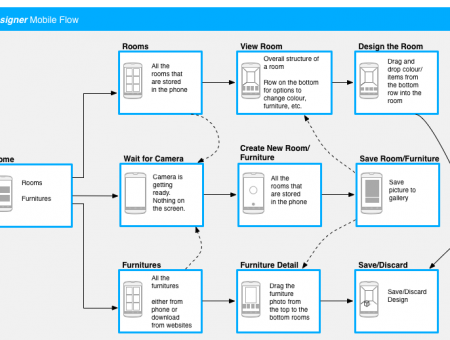 signer Mobile Flow
Rooms
All the
rooms that
are stored
in the phone
View Room
Overall structure of
a room
Row on the bottom
for options to
change colour,
furniture, etc.
Design the Room
Drag and
drop colour/
items from
the bottom
row into the
room
ome
Rooms
Furnitures
Wait for Camera
Camera is
getting
ready.
Nothing on
the screen.
Create New Room/
Furniture
All the
rooms that
are stored
in the phone
Save Room/Furniture
Save
picture to
gallery
Furnitures
All the
furnitures
either from
phone or
download
from websites
Furniture Detail
Drag the
furniture
photo from
the top to the
bottom rooms
Save/Discard
Save/Discard
Design